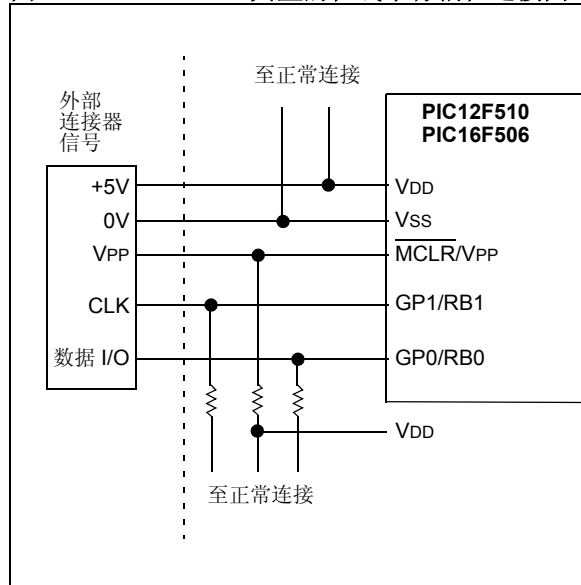 至正常连接
外部
连接器
信号
PIC12F510
PIC16F506
+5V
VDD
0V
VSS
VPP
MCLR/VPP
CLK
GP1/RB1
数据 I/O
GP0/RB0
VDD
至正常连接